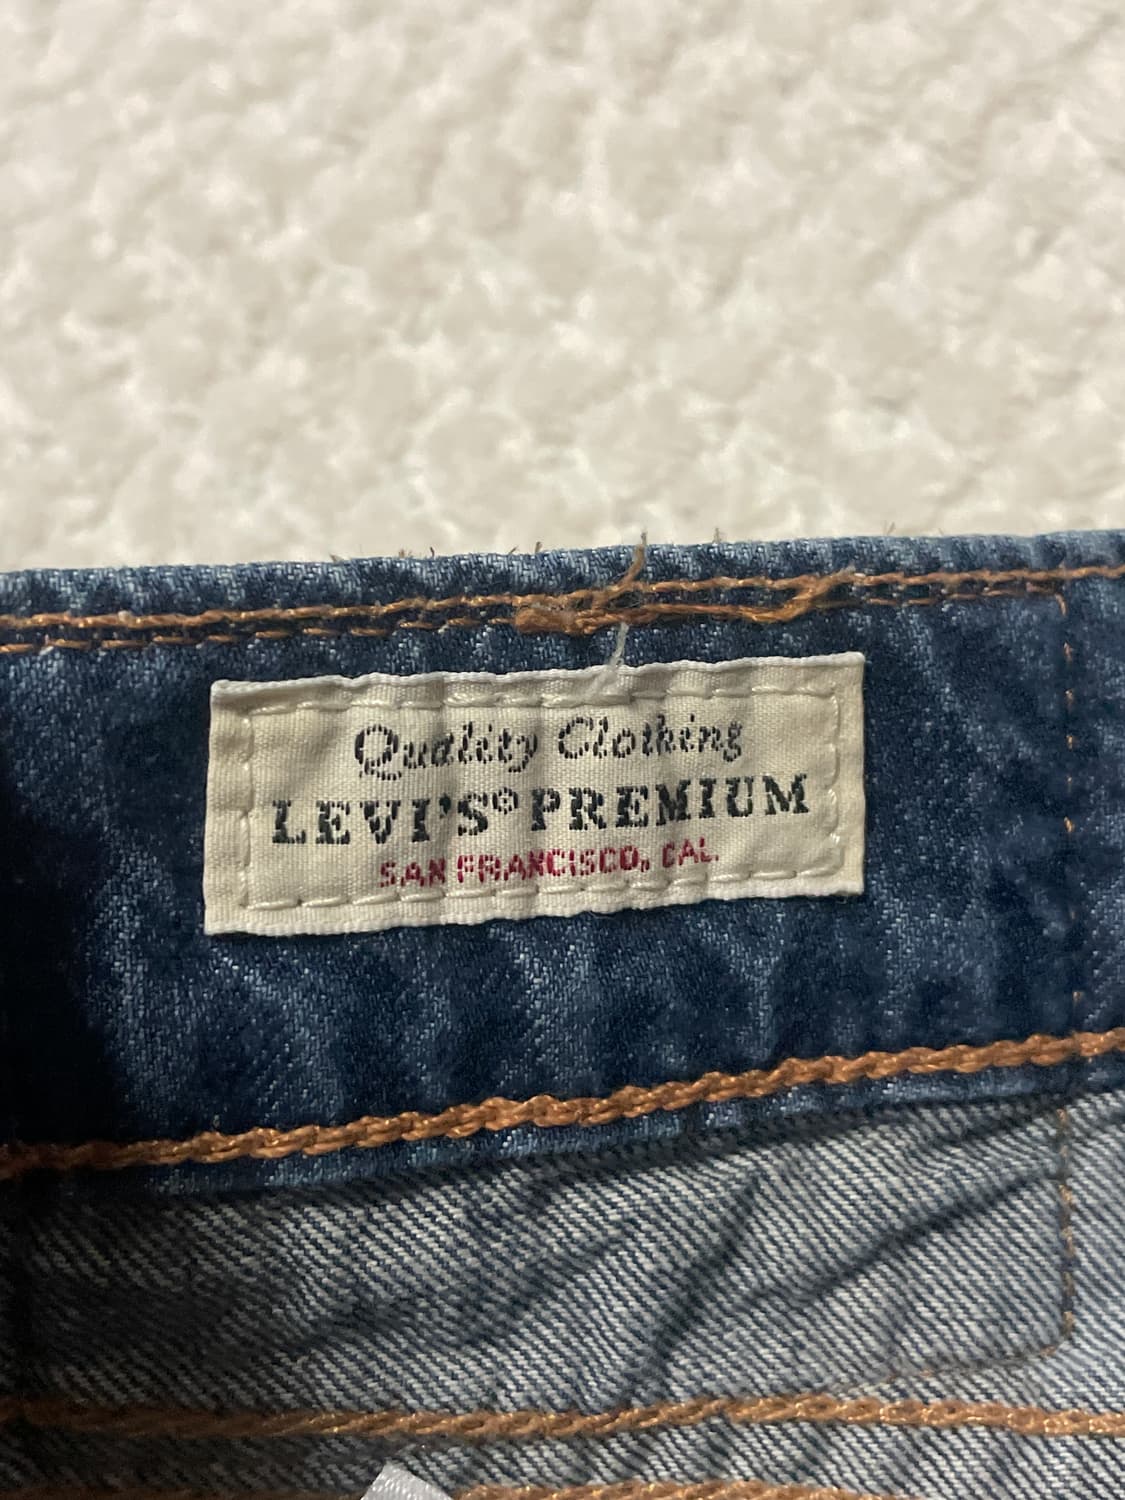 Quality Clothing
LEVI'S® PREMIUM
SAN FRANCISCO, CAL.